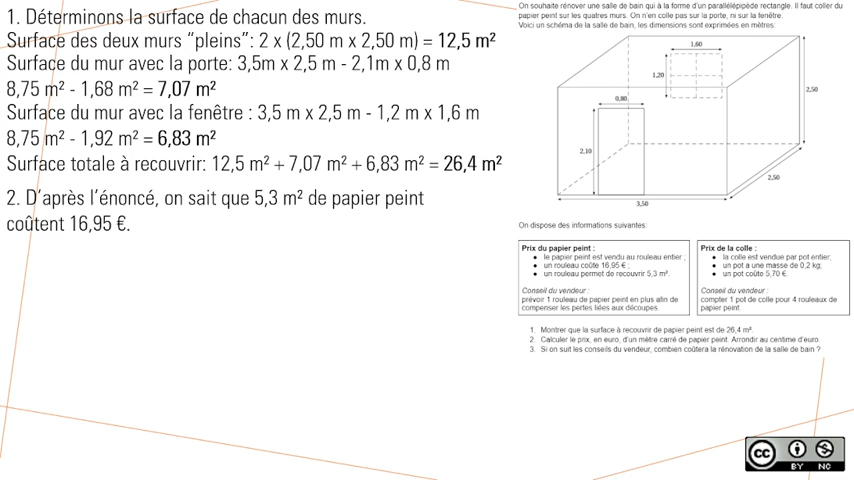 1. Déterminons la surface de chacun des murs.
Surface des deux murs “pleins”: 2 x (2,50 m x 2,50 m) = 12,5 m²
Surface du mur avec la porte: 3,5m x 2,5 m - 2,1m x 0,8 m
8,75 m² - 1,68 m² = 7,07 m²
Surface du mur avec la fenêtre : 3,5 m x 2,5 m - 1,2 m x 1,6 m
8,75 m² - 1,92 m² = 6,83 m²
Surface totale à recouvrir: 12,5 m² + 7,07 m² + 6,83 m² = 26,4 m²
2. D’après l’énoncé, on sait que 5,3 m² de papier peint
coûtent 16,95 €.
On souhaite rénover une salle de bain qui à la forme d'un parallélépipède rectangle. Il faut coller du
papier peint sur les quatres murs. On n'en colle pas sur la porte, ni sur la fenêtre.
Voici un schéma de la salle de bain, les dimensions sont exprimées en mètres:
1,60
1,20
2,50
0,80
2,10
2,50
3,50
On dispose des informations suivantes:
Prix du papier peint :
• le papier peint est vendu au rouleau entier ;
• un rouleau coûte 16,95 € ;
• un rouleau permet de recouvrir 5,3 m².
Conseil du vendeur :
prévoir 1 rouleau de papier peint en plus afin de
compenser les pertes liées aux découpes.
Prix de la colle :
• la colle est vendue par pot entier;
• un pot a une masse de 0,2 kg;
• un pot coûte 5,70 €.
Conseil du vendeur :
compter 1 pot de colle pour 4 rouleaux de
papier peint.
1. Montrer que la surface à recouvrir de papier peint est de 26,4 m².
2. Calculer le prix, en euro, d'un mètre carré de papier peint. Arrondir au centime d'euro.
3. Si on suit les conseils du vendeur, combien coûtera la rénovation de la salle de bain ?
cc
BY NC